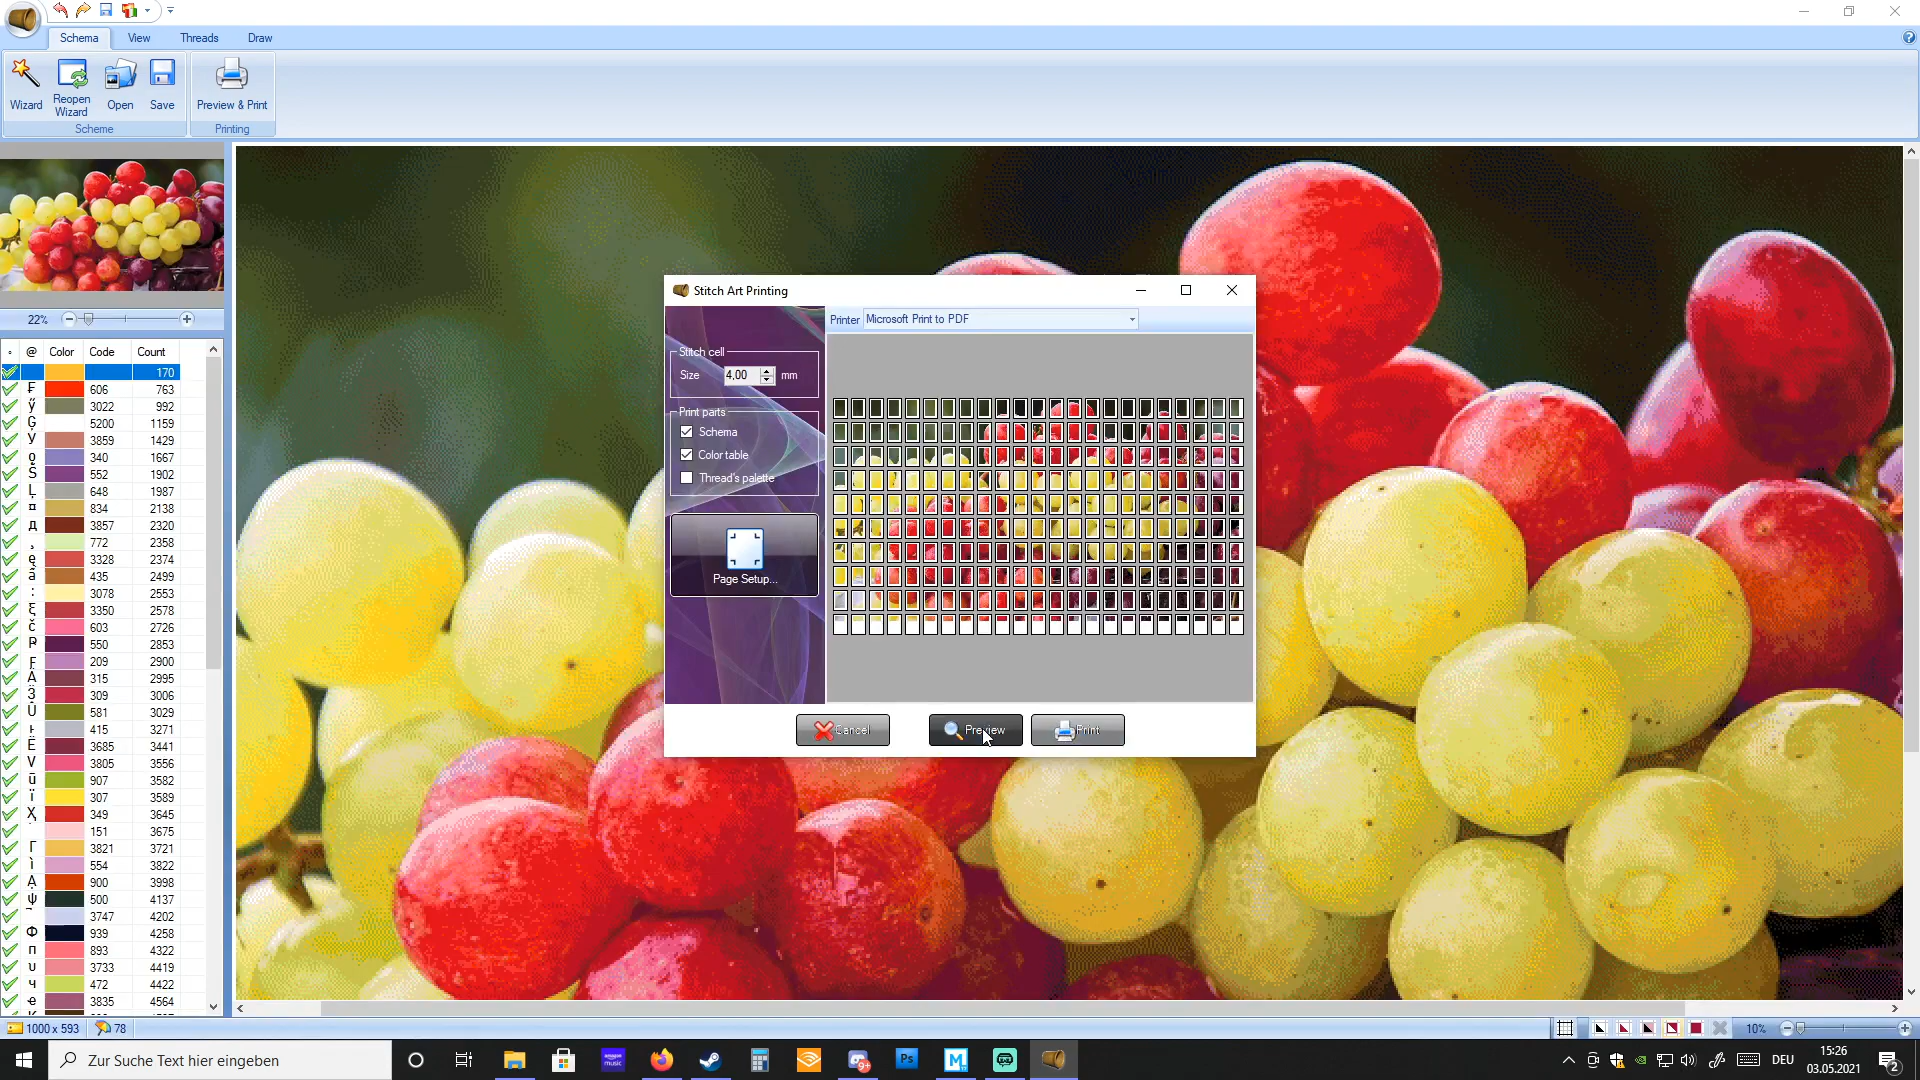 Schema View Threads Draw
Wizard
Reopen
Wizard
Open
Save
Preview & Print
Scheme
Printing
22%
@ Color Code Count
170
₣ 606 763
ў 3022 992
Ģ 5200 1159
У 3859 1429
o 340 1667
Š 552 1902
Ļ 648 1987
¤ 834 2138
д 3857 2320
¸ 772 2358
ę 3328 2374
â 435 2499
: 3078 2553
ξ 3350 2578
č 603 2726
550 2853
209 2900
315 2995
309 3006
Û 581 3029
415 3271
Ë 3685 3441
V 3805 3556
ū 907 3582
ï 307 3589
Ҳ 349 3645
151 3675
Γ 3821 3721
ì 554 3822
900 3998
ψ 500 4137
3747 4202
Ф 939 4258
п 893 4322
υ 3733 4419
ч 472 4422
е 3835 4564
1000 x 593
78
Stitch Art Printing
Printer Microsoft Print to PDF
Stitch cell
Size 4,00 mm
Print parts
Schema
Color table
Thread's palette
Page Setup...
Cancel
Preview
Print
10%
Zur Suche Text hier eingeben
amazon music
9+
Ps
M
DEU
15:26
03.05.2021
2